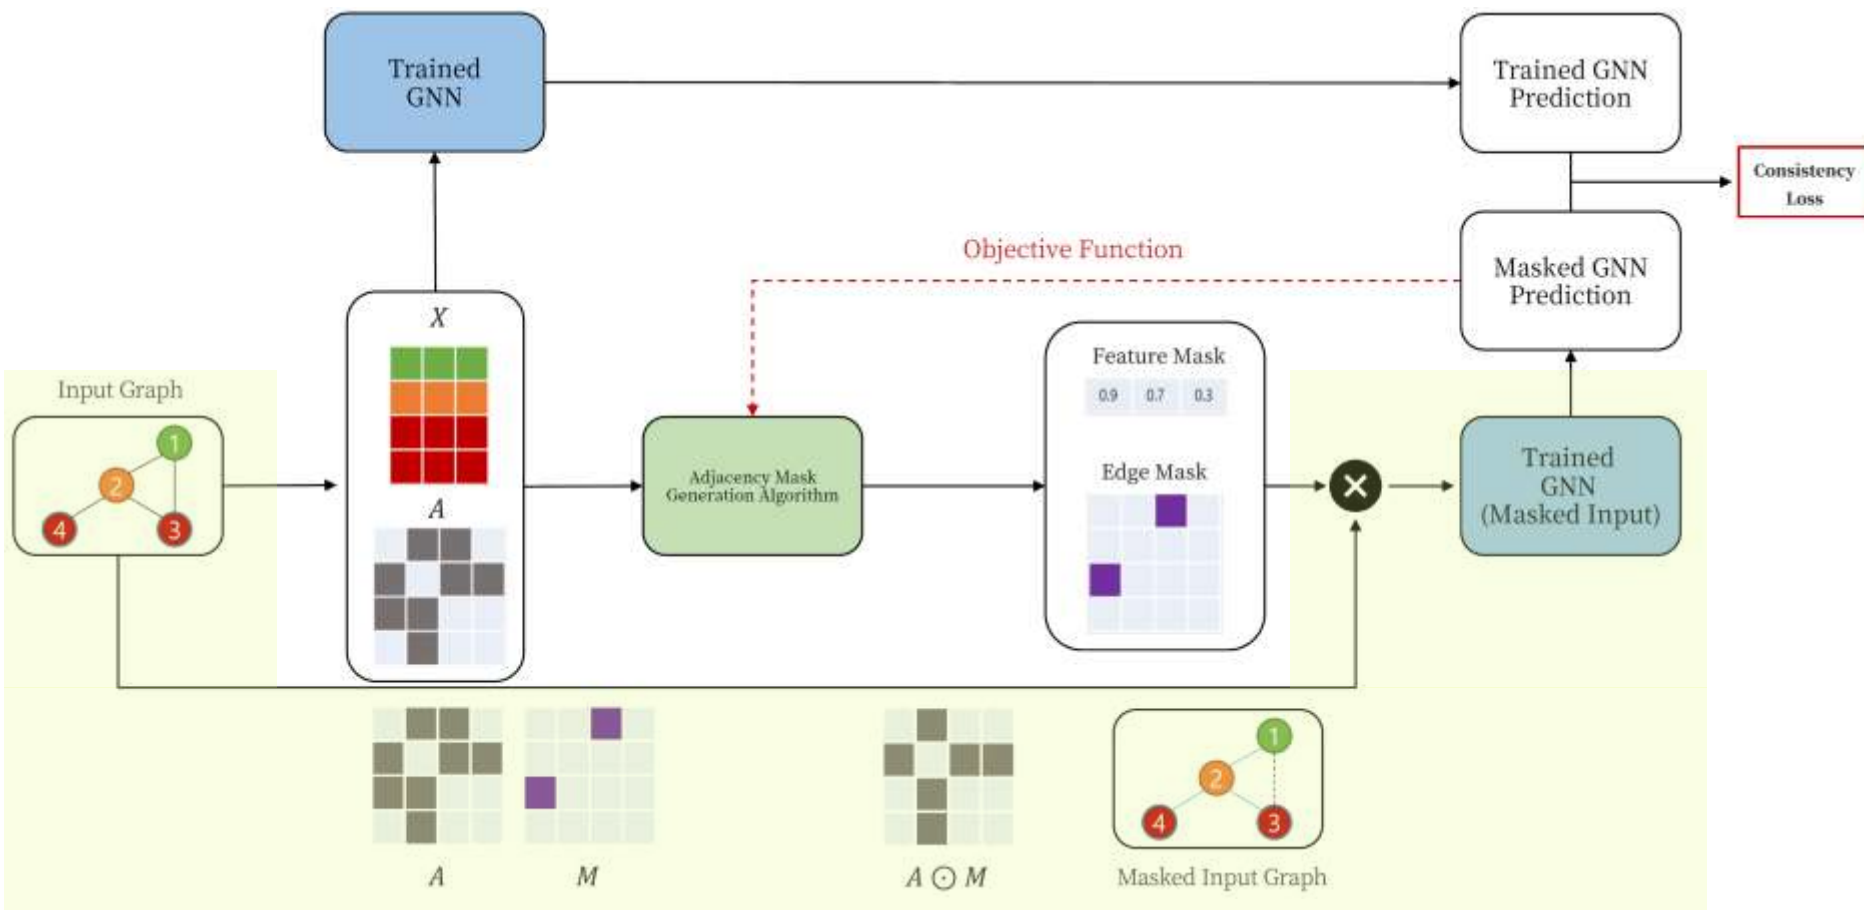 Trained
GNN
Trained GNN
Prediction
Consistency
Loss
Objective Function
Masked GNN
Prediction
X
Input Graph
1
2
4
3
A
Adjacency Mask
Generation Algorithm
Feature Mask
0.9 0.7 0.3
Edge Mask
Trained
GNN
(Masked Input)
1
2
4
3
A
M
A ⊙ M
Masked Input Graph